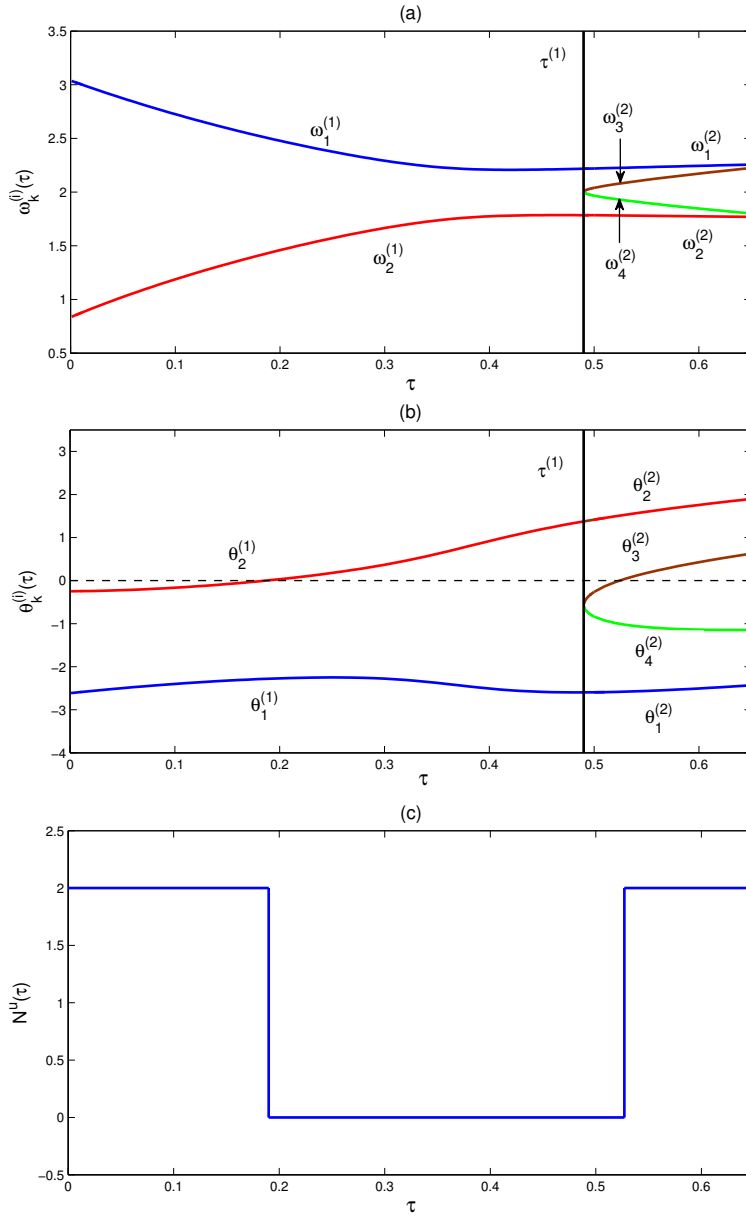 (a)
3.5
3
2.5
2
1.5
1
0.5
ω_k^(i)(τ)
τ^(1)
ω_1^(1)
ω_2^(1)
ω_3^(2)
ω_1^(2)
ω_4^(2)
ω_2^(2)
0 0.1 0.2 0.3 0.4 0.5 0.6
τ
(b)
3
2
1
0
−1
−2
−3
−4
θ_k^(i)(τ)
τ^(1)
θ_2^(2)
θ_2^(1)
θ_3^(2)
θ_4^(2)
θ_1^(1)
θ_1^(2)
0 0.1 0.2 0.3 0.4 0.5 0.6
τ
(c)
2.5
2
1.5
1
0.5
0
−0.5
N^u(τ)
0 0.1 0.2 0.3 0.4 0.5 0.6
τ